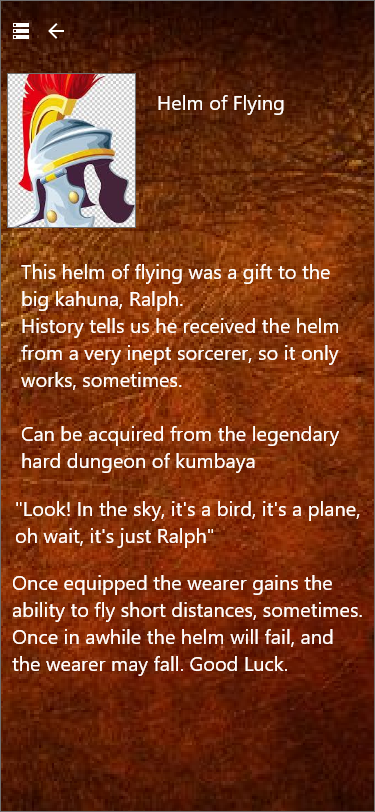 Helm of Flying
This helm of flying was a gift to the
big kahuna, Ralph.
History tells us he received the helm
from a very inept sorcerer, so it only
works, sometimes.
Can be acquired from the legendary
hard dungeon of kumbaya
"Look! In the sky, it's a bird, it's a plane,
oh wait, it's just Ralph"
Once equipped the wearer gains the
ability to fly short distances, sometimes.
Once in awhile the helm will fail, and
the wearer may fall. Good Luck.